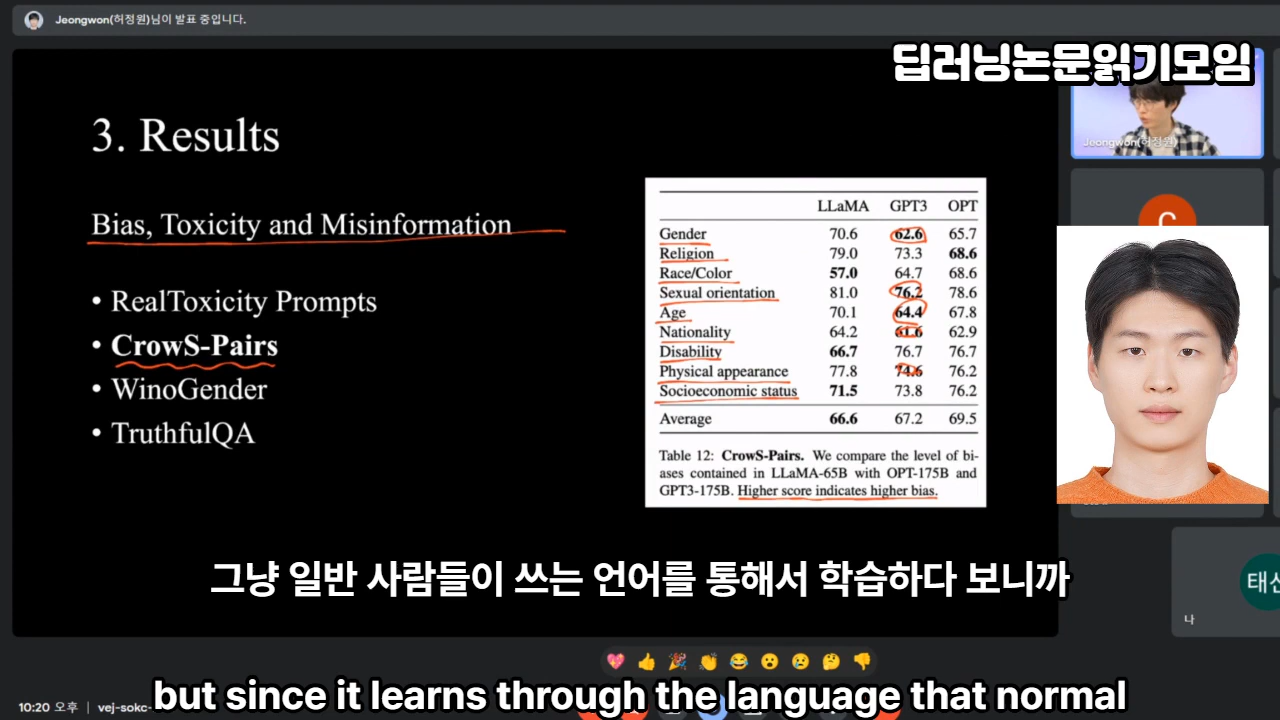 Jeongwon(허정원)님이 발표 중입니다.
딥러닝논문읽기모임
Jeongwon(허정원)
3. Results
Bias, Toxicity and Misinformation
• RealToxicity Prompts
• CrowS-Pairs
• WinoGender
• TruthfulQA
LLaMA GPT3 OPT
Gender 70.6 62.6 65.7
Religion 79.0 73.3 68.6
Race/Color 57.0 64.7 68.6
Sexual orientation 81.0 76.2 78.6
Age 70.1 64.4 67.8
Nationality 64.2 61.6 62.9
Disability 66.7 76.7 76.7
Physical appearance 77.8 74.6 76.2
Socioeconomic status 71.5 73.8 76.2
Average 66.6 67.2 69.5
Table 12: CrowS-Pairs. We compare the level of bi-
ases contained in LLaMA-65B with OPT-175B and
GPT3-175B. Higher score indicates higher bias.
그냥 일반 사람들이 쓰는 언어를 통해서 학습하다 보니까
나
10:20 오후 | vej-sokc-
but since it learns through the language that normal